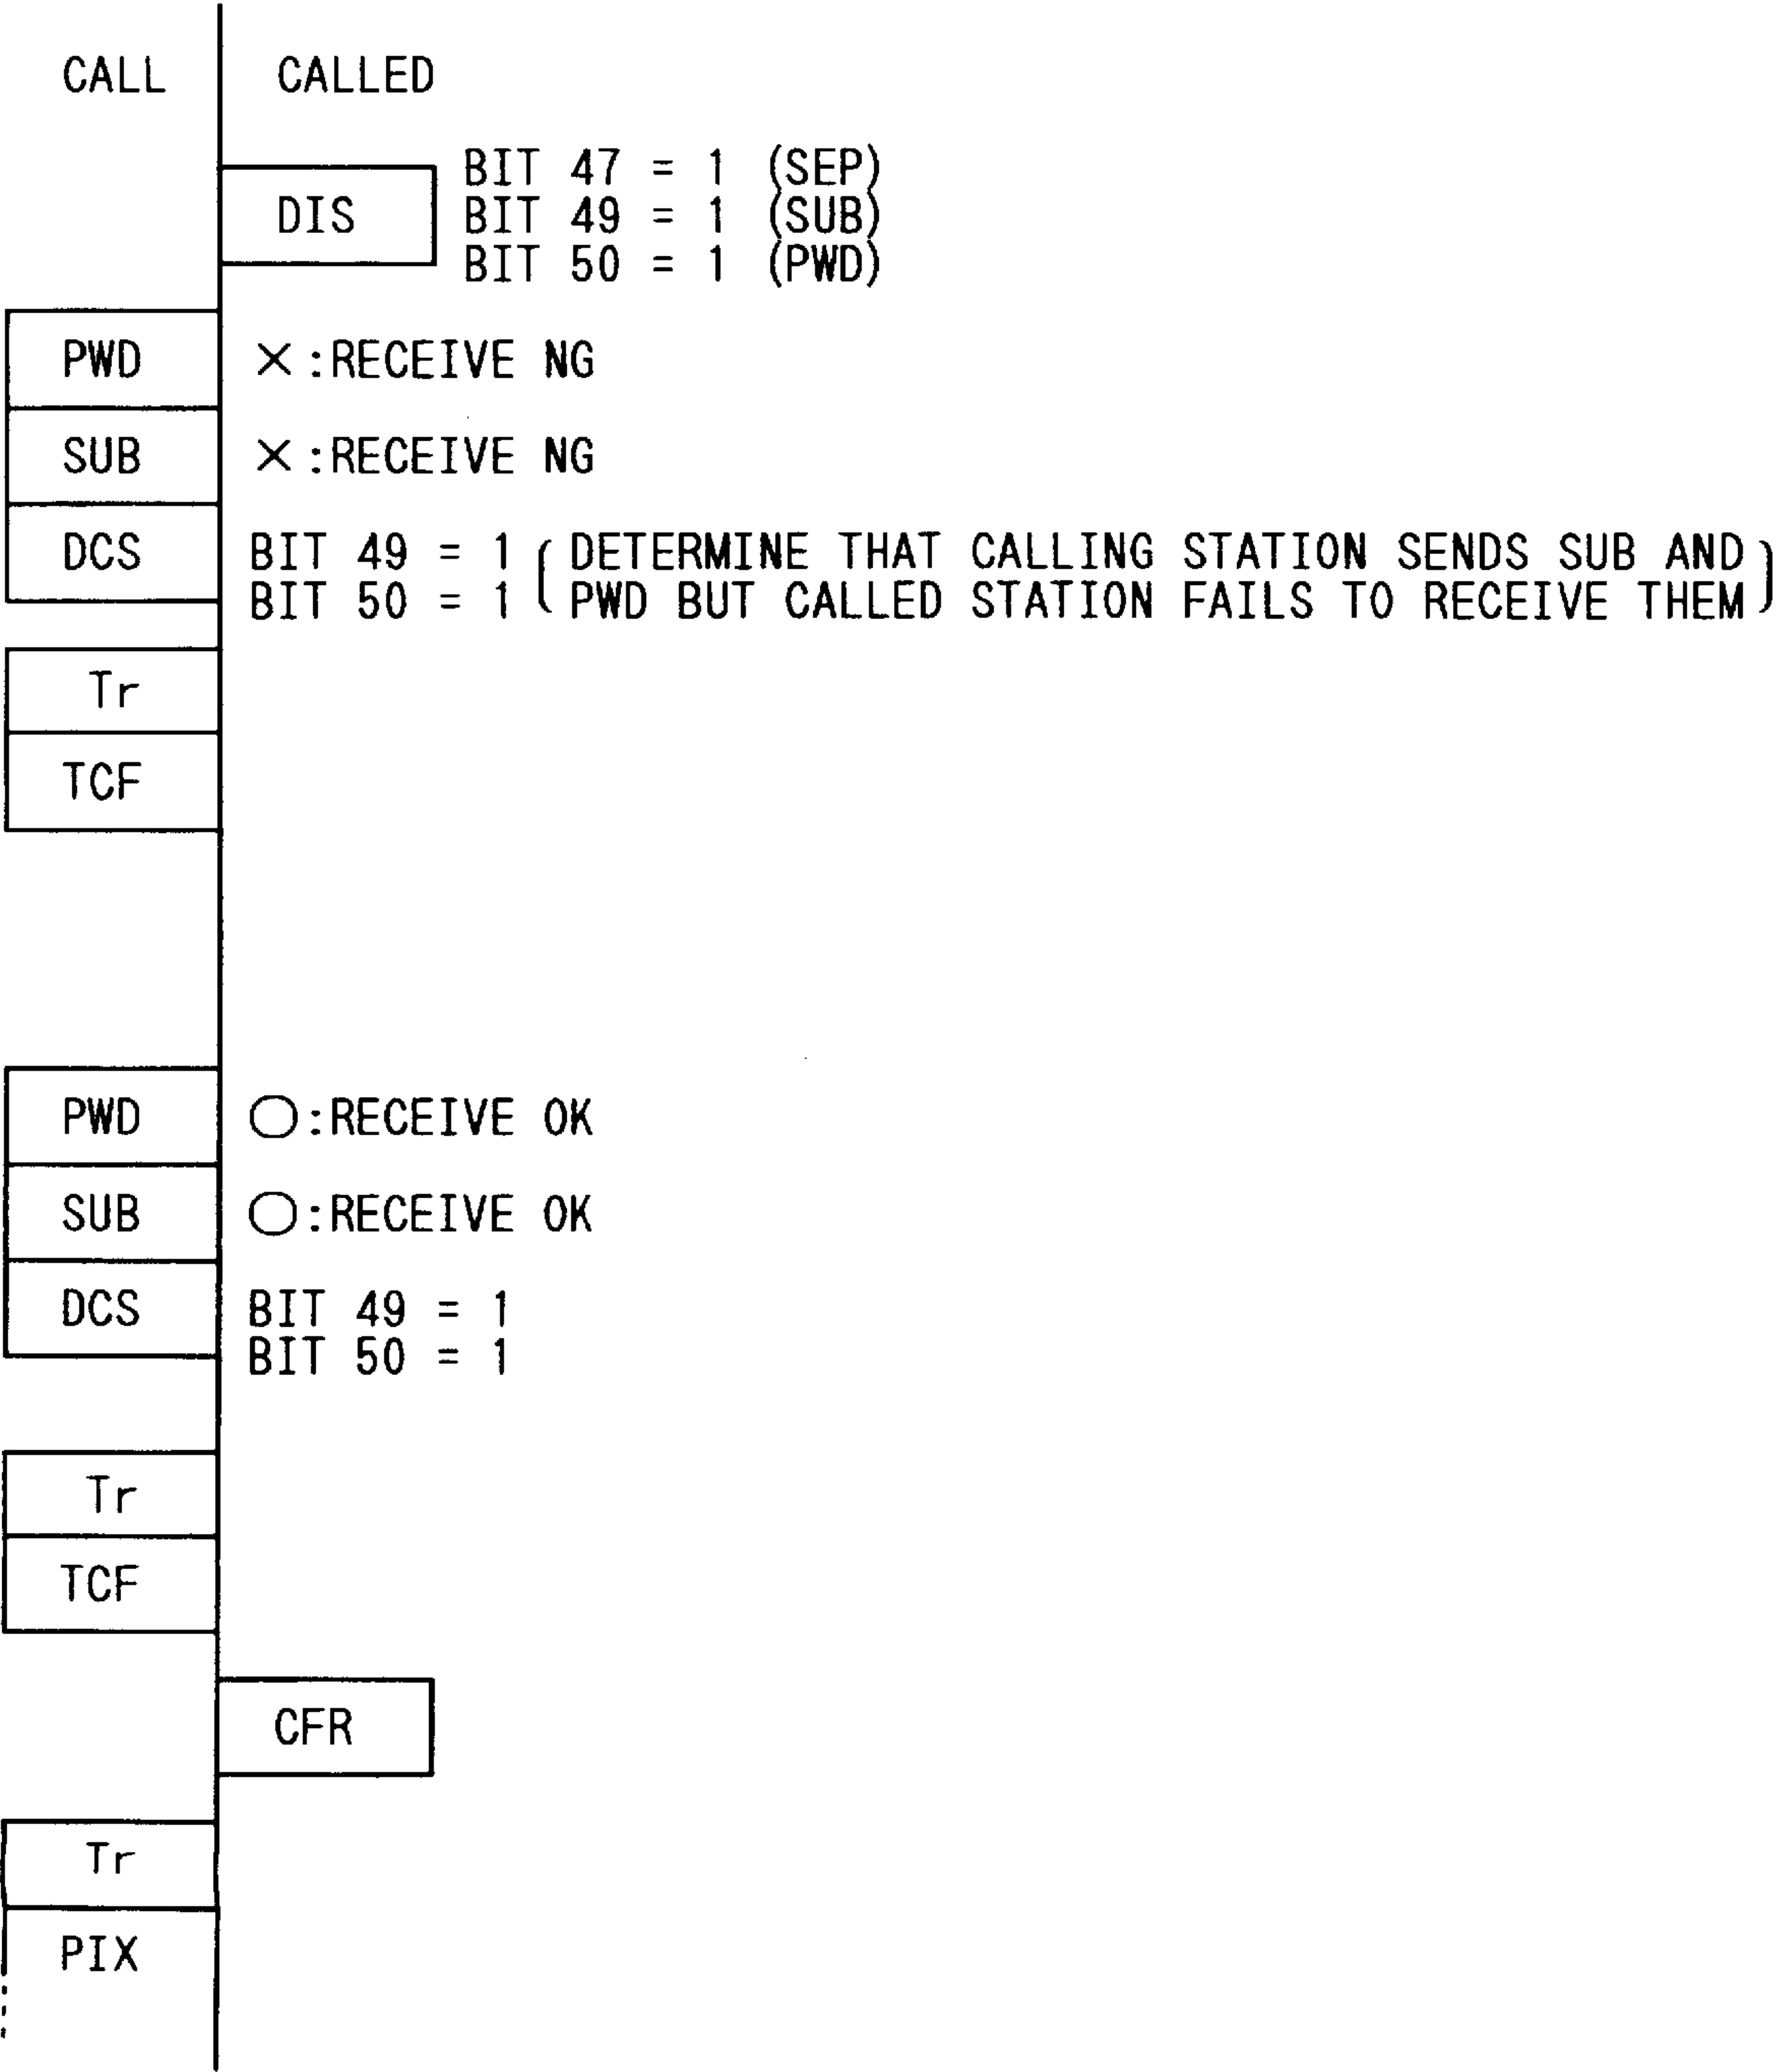 CALL CALLED
DIS BIT 47 = 1 (SEP)
BIT 49 = 1 (SUB)
BIT 50 = 1 (PWD)
PWD ×:RECEIVE NG
SUB ×:RECEIVE NG
DCS BIT 49 = 1 ( DETERMINE THAT CALLING STATION SENDS SUB AND
BIT 50 = 1 PWD BUT CALLED STATION FAILS TO RECEIVE THEM )
Tr
TCF
PWD ○:RECEIVE OK
SUB ○:RECEIVE OK
DCS BIT 49 = 1
BIT 50 = 1
Tr
TCF
CFR
Tr
PIX